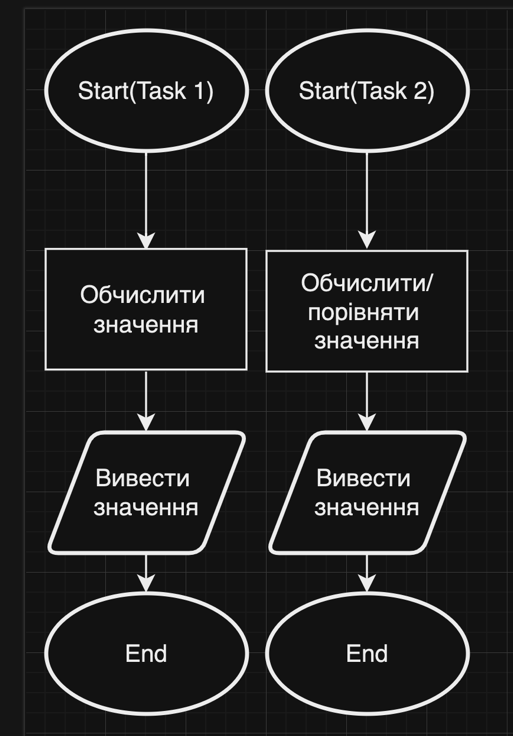 Start(Task 1)
Обчислити
значення
Вивести
значення
End
Start(Task 2)
Обчислити/
порівняти
значення
Вивести
значення
End